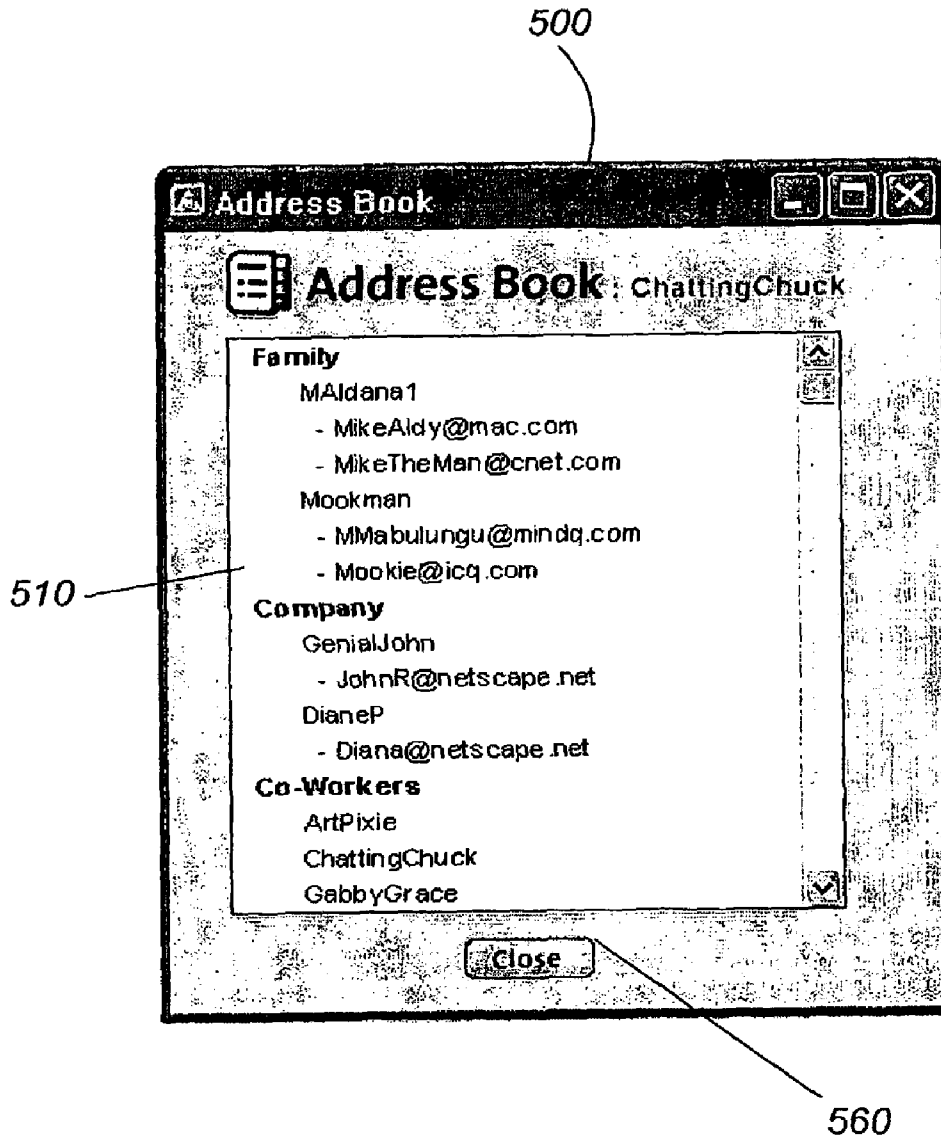 500
Address Book
Address Book : ChattingChuck
Family
MAldana1
- MikeAldy@mac.com
- MikeTheMan@cnet.com
Mookman
- MMabulungu@mindq.com
- Mookie@icq.com
510
Company
GenialJohn
- JohnR@netscape.net
DianeP
- Diana@netscape.net
Co-Workers
ArtPixie
ChattingChuck
GabbyGrace
Close
560